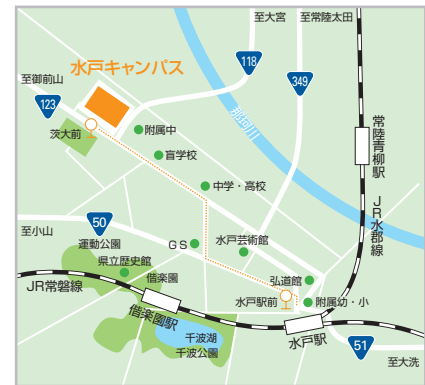 至大宮
至常陸太田
水戸キャンパス
118
349
至御前山
123
那珂川
茨大前
附属中
盲学校
常陸青柳駅
中学・高校
JR水郡線
50
至小山
運動公園
GS
水戸芸術館
県立歴史館
偕楽園
弘道館
JR常磐線
水戸駅前
附属幼・小
偕楽園駅
千波湖
千波公園
水戸駅
51
至大洗